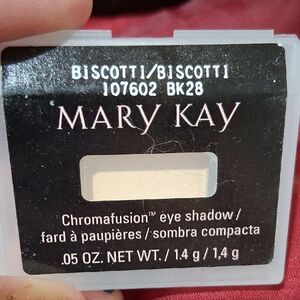 BISCOTTI/BISCOTTI
107602 BK28
MARY KAY
Chromafusion™ eye shadow /
fard à paupières / sombra compacta
.05 OZ. NET WT. / 1.4 g / 1,4 g